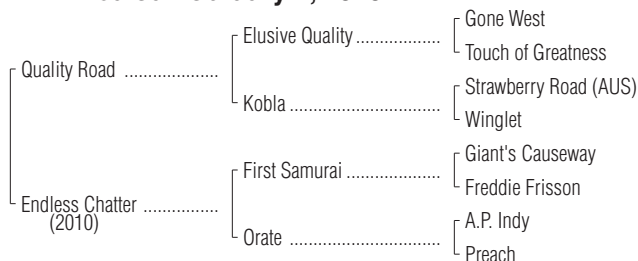 Gone West
Elusive Quality ..................
Touch of Greatness
Quality Road ....................
Strawberry Road (AUS)
Kobla ................................
Winglet
Giant's Causeway
First Samurai ....................
Freddie Frisson
Endless Chatter ................
(2010)
A.P. Indy
Orate ................................
Preach